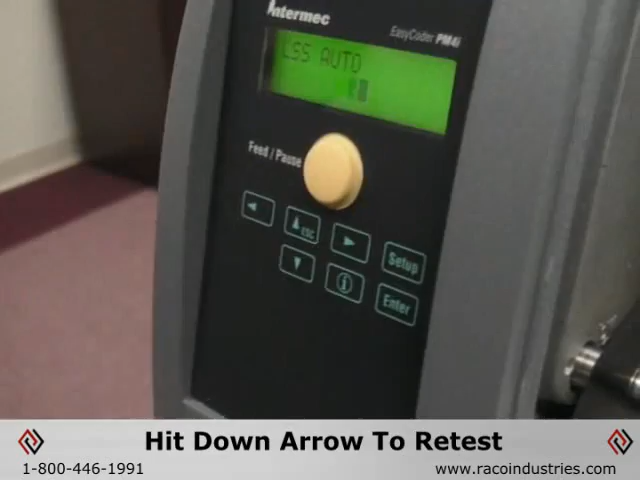 Intermec
EasyCoder PM4i
LSS AUTO
Feed / Pause
ESC
Setup
i
Enter
Hit Down Arrow To Retest
1-800-446-1991
www.racoindustries.com